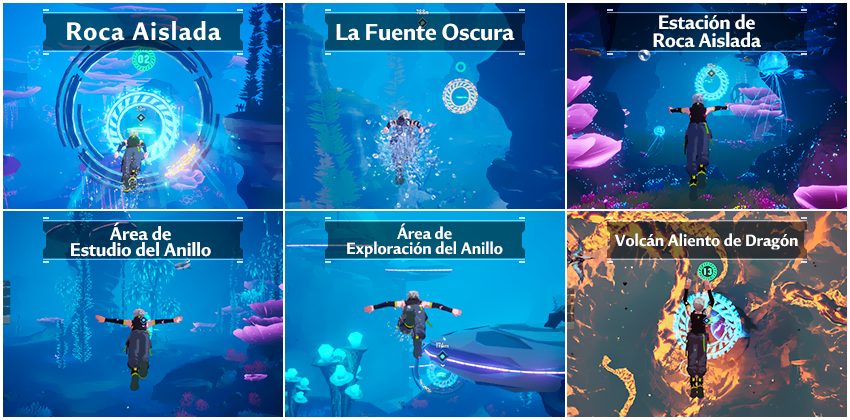 Roca Aislada
02
La Fuente Oscura
Estación de
Roca Aislada
Área de
Estudio del Anillo
Área de
Exploración del Anillo
Volcán Aliento de Dragón
13